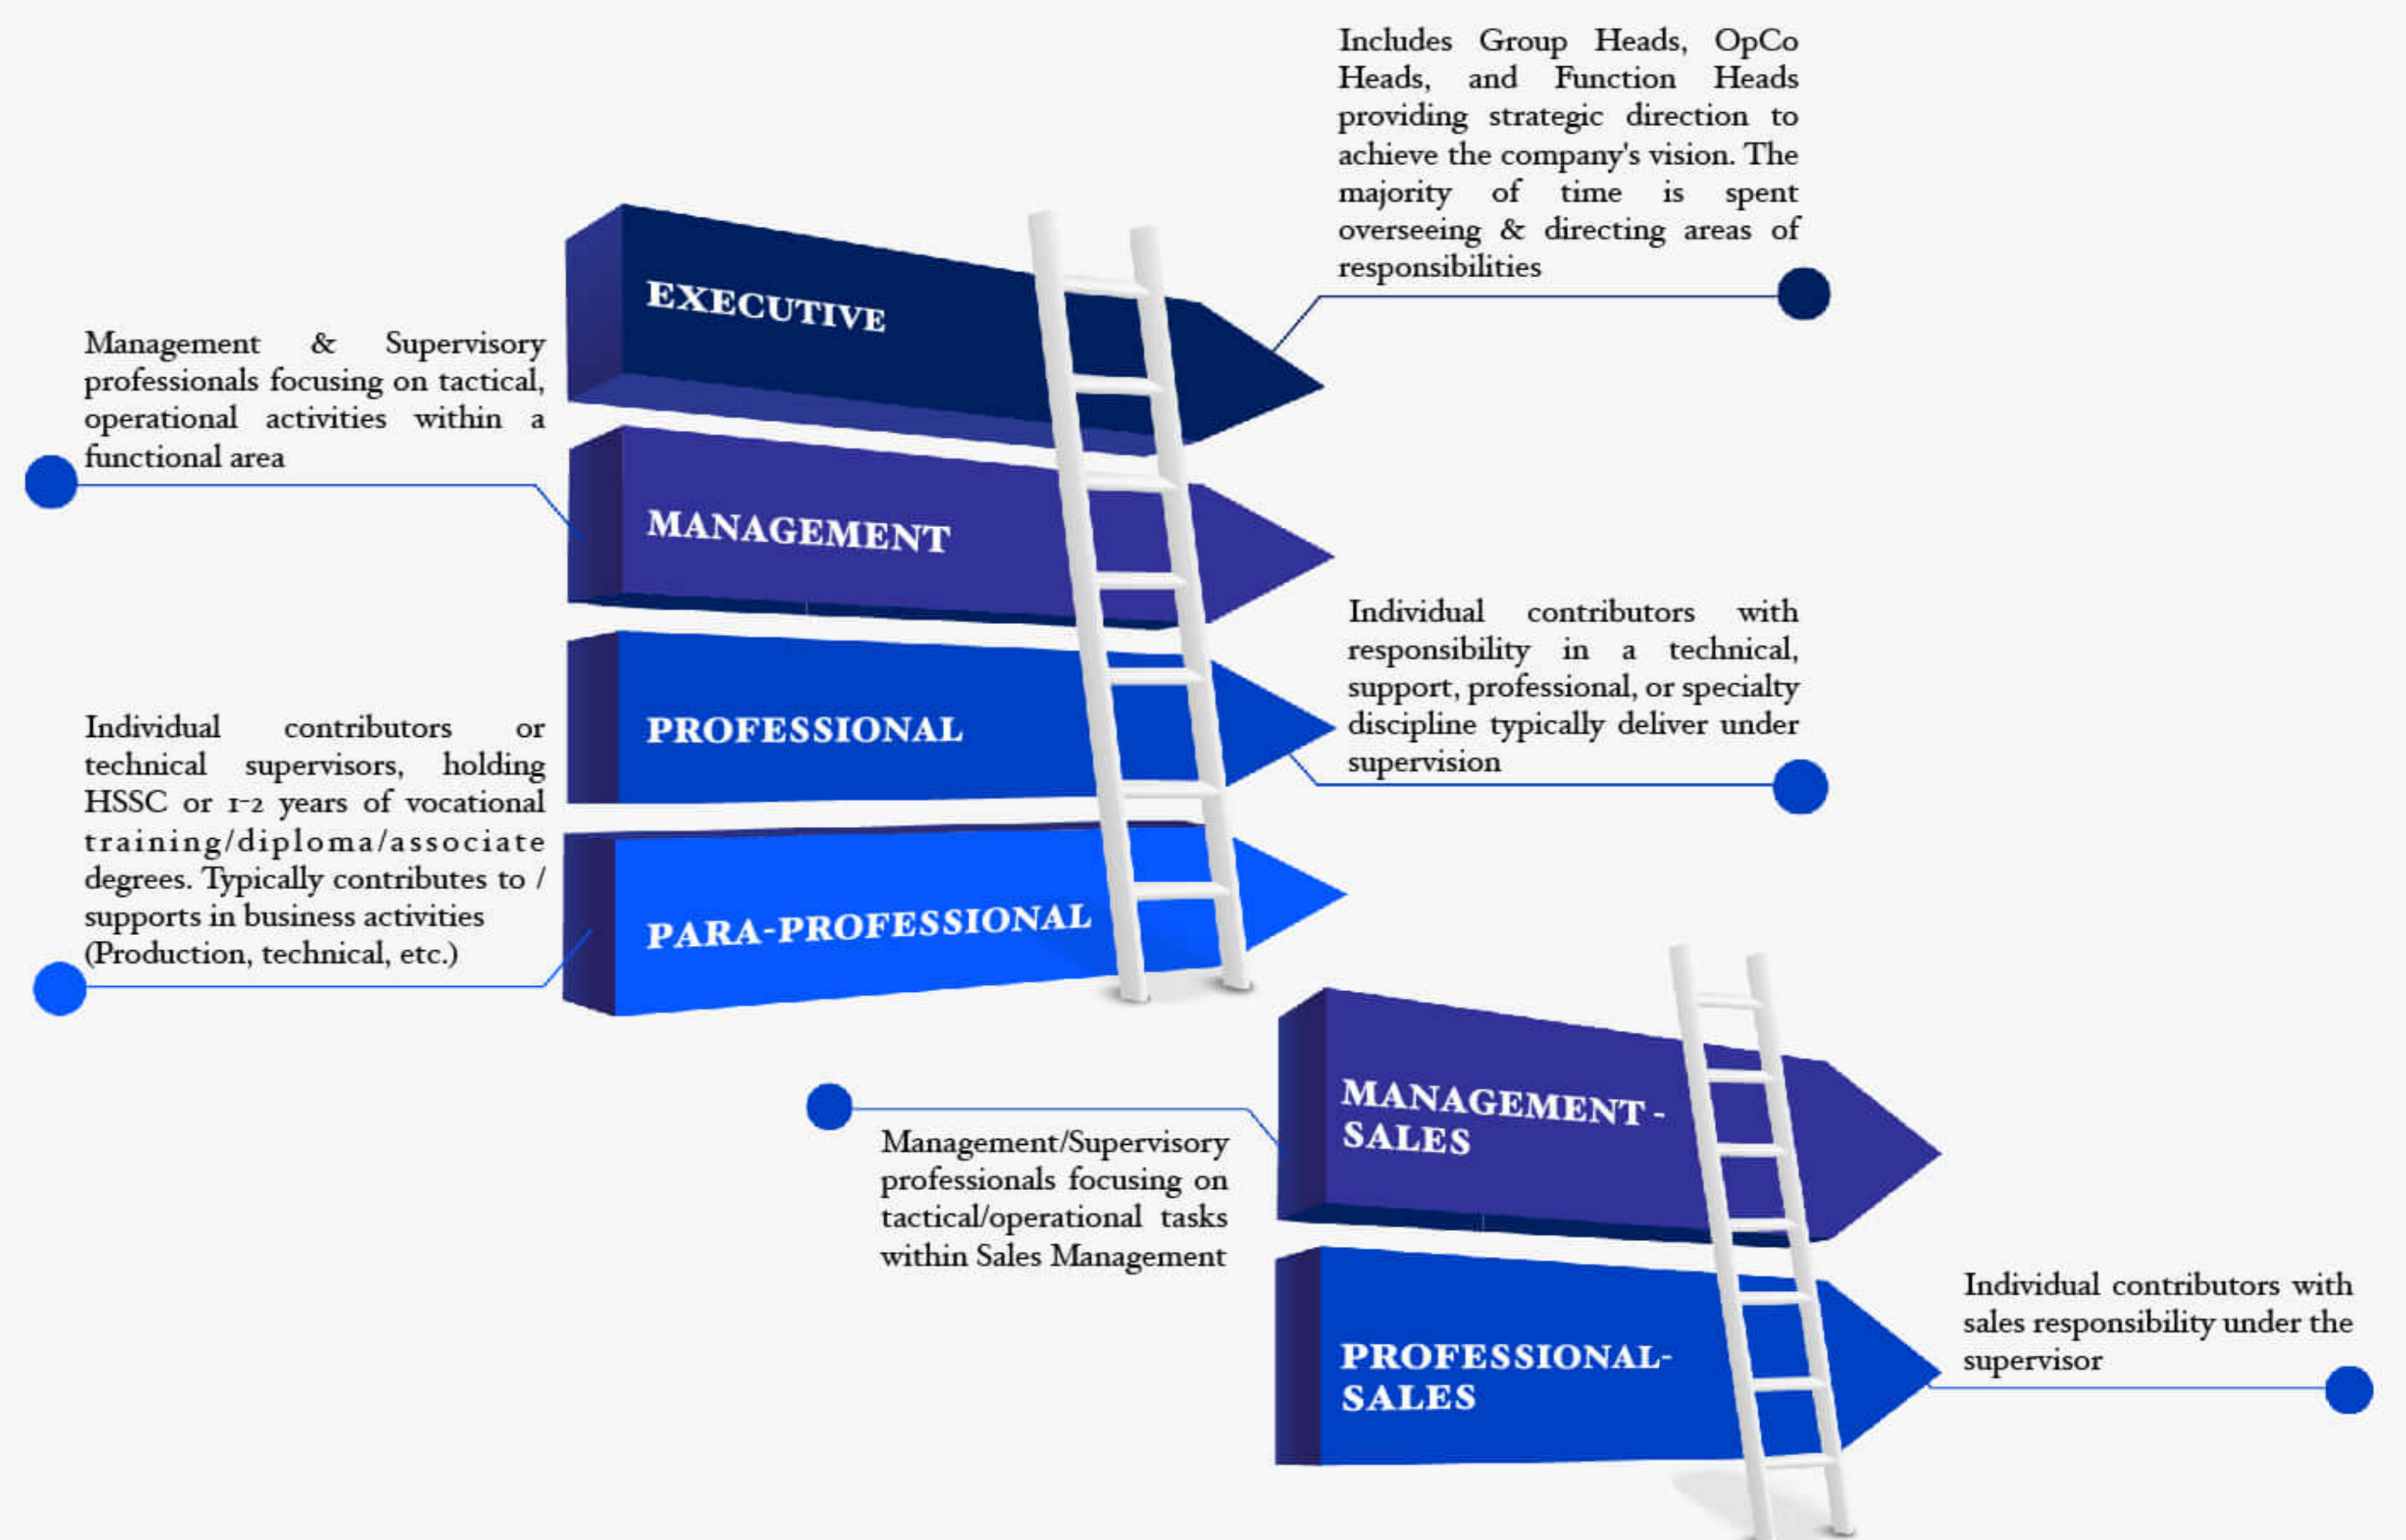 Includes Group Heads, OpCo
Heads, and Function Heads
providing strategic direction to
achieve the company's vision. The
majority of time is spent
overseeing & directing areas of
responsibilities
EXECUTIVE
Management & Supervisory
professionals focusing on tactical,
operational activities within a
functional area
MANAGEMENT
Individual contributors with
responsibility in a technical,
support, professional, or specialty
discipline typically deliver under
supervision
PROFESSIONAL
Individual contributors or
technical supervisors, holding
HSSC or 1-2 years of vocational
training/diploma/associate
degrees. Typically contributes to /
supports in business activities
(Production, technical, etc.)
PARA-PROFESSIONAL
MANAGEMENT -
SALES
Management/Supervisory
professionals focusing on
tactical/operational tasks
within Sales Management
PROFESSIONAL-
SALES
Individual contributors with
sales responsibility under the
supervisor